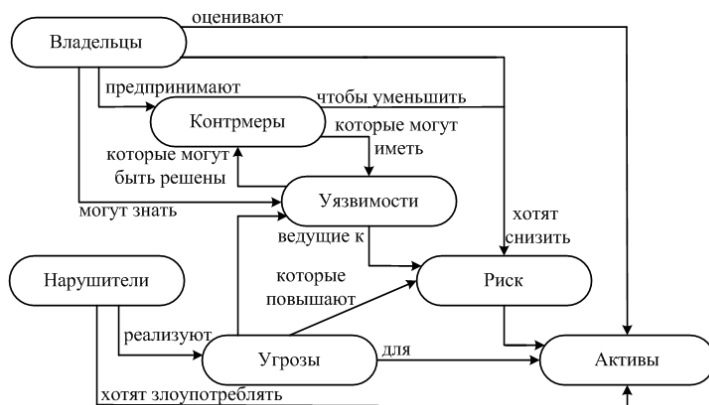 оценивают
Владельцы
предпринимают
чтобы уменьшить
Контрмеры
которые могут
иметь
которые могут
быть решены
Уязвимости
могут знать
хотят
снизить
ведущие к
Нарушители
которые
повышают
Риск
реализуют
Угрозы
для
Активы
хотят злоупотреблять